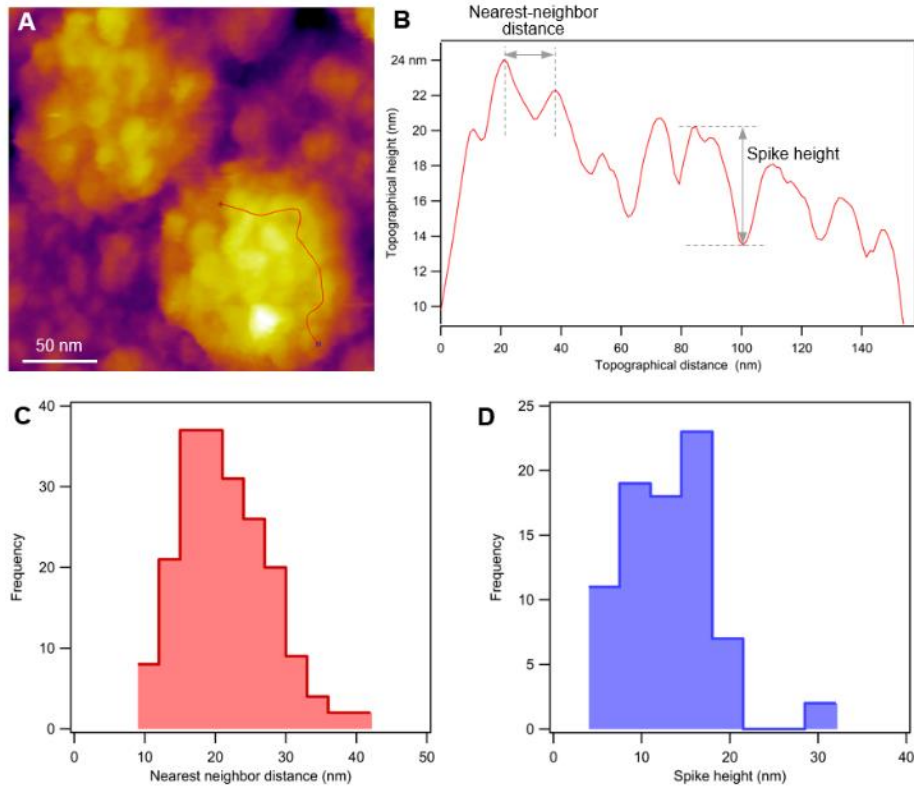 A
50 nm
B
Nearest-neighbor
distance
24 nm
22
20
18
16
14
12
10
Topographical height (nm)
Spike height
0
20
40
60
80
100
120
140
Topographical distance (nm)
C
40
30
20
10
0
Frequency
0
10
20
30
40
50
Nearest neighbor distance (nm)
D
25
20
15
10
5
0
Frequency
0
10
20
30
40
Spike height (nm)